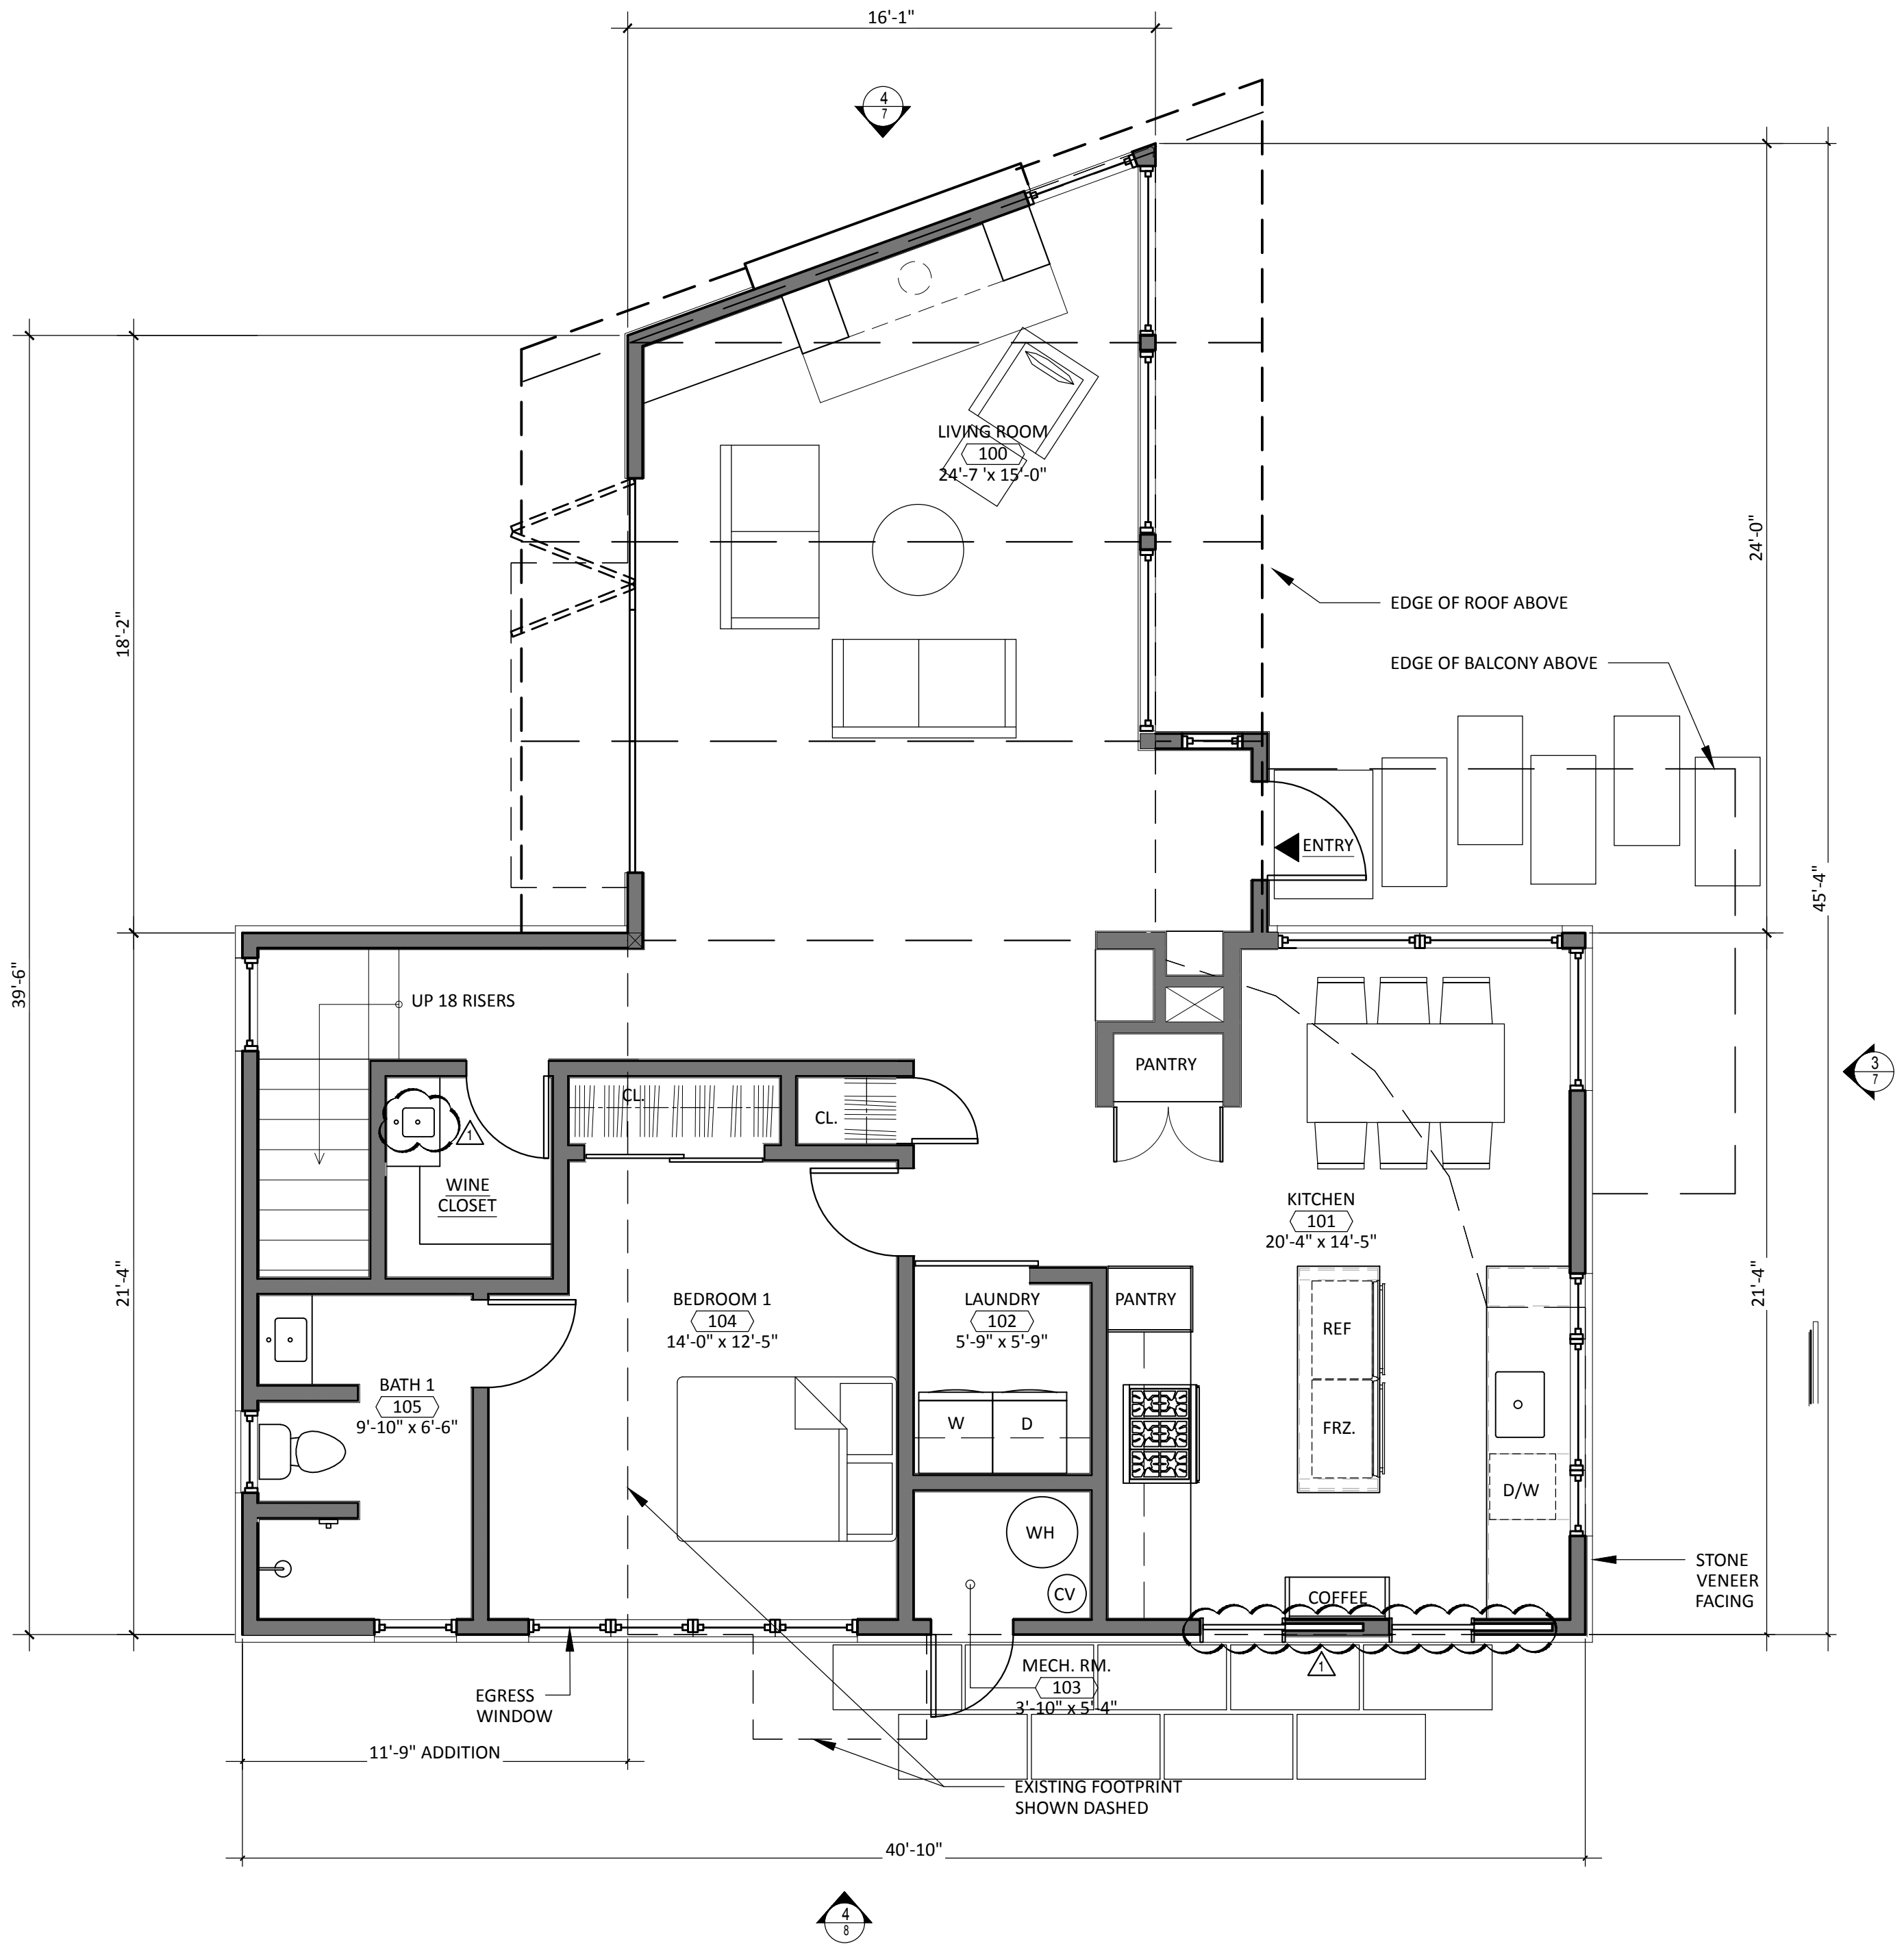 16'-1"
4
7
LIVING ROOM
100
24'-7 'x 15'-0"
24'-0"
EDGE OF ROOF ABOVE
18'-2"
EDGE OF BALCONY ABOVE
ENTRY
45'-4"
39'-6"
UP 18 RISERS
PANTRY
3
7
CL.
CL.
1
WINE
CLOSET
KITCHEN
101
20'-4" x 14'-5"
21'-4"
21'-4"
BEDROOM 1
104
14'-0" x 12'-5"
LAUNDRY
102
5'-9" x 5'-9"
PANTRY
REF
BATH 1
105
9'-10" x 6'-6"
W
D
FRZ.
D/W
WH
CV
STONE
VENEER
FACING
COFFEE
1
MECH. RM.
103
3'-10" x 5'-4"
EGRESS
WINDOW
11'-9" ADDITION
EXISTING FOOTPRINT
SHOWN DASHED
40'-10"
4
8